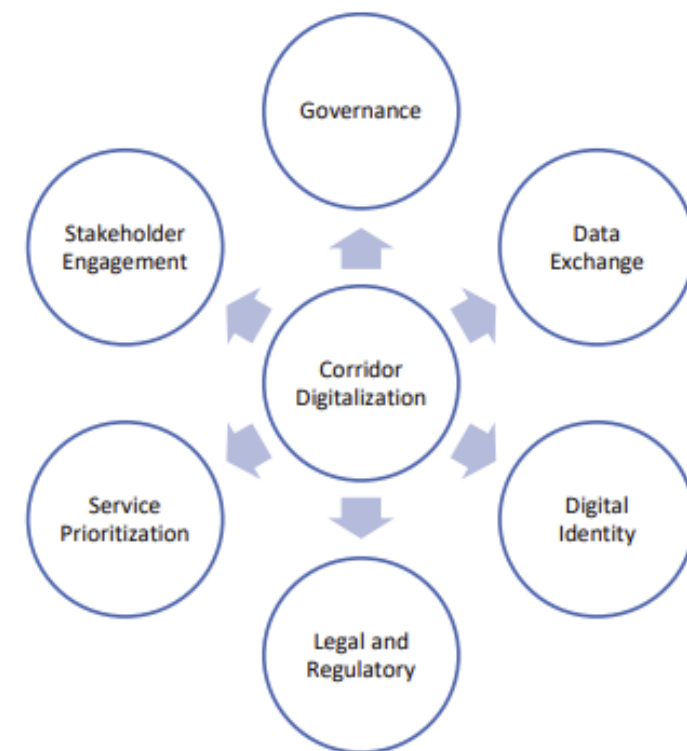 Governance
Stakeholder
Engagement
Data
Exchange
Corridor
Digitalization
Service
Prioritization
Digital
Identity
Legal and
Regulatory